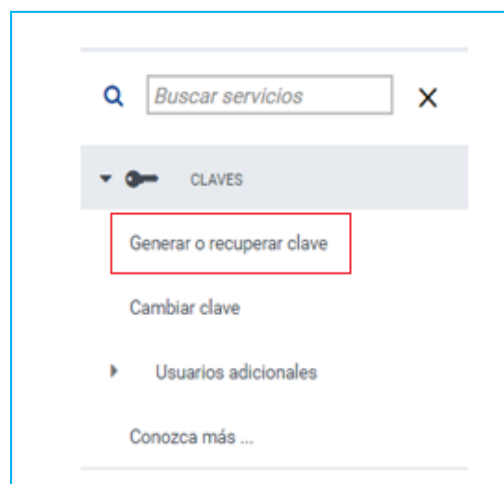 Buscar servicios
CLAVES
Generar o recuperar clave
Cambiar clave
Usuarios adicionales
Conozca más ...